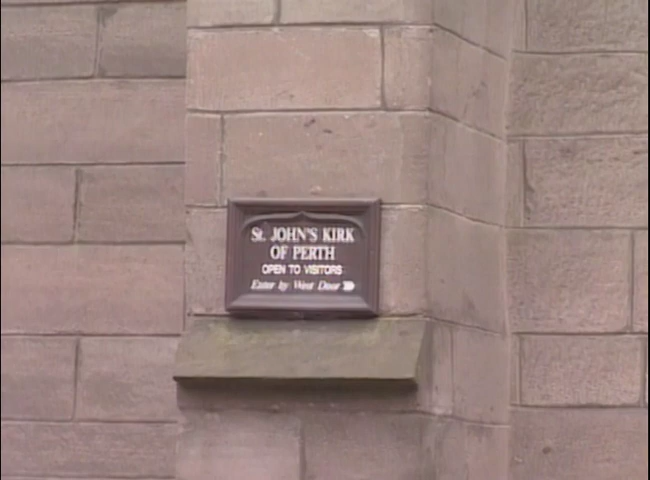 St. JOHN'S KIRK
OF PERTH
OPEN TO VISITORS
Enter by West Door